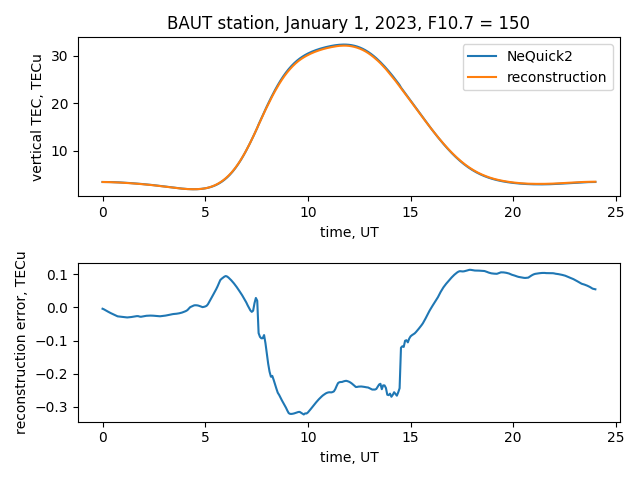 BAUT station, January 1, 2023, F10.7 = 150
vertical TEC, TECu
30
20
10
NeQuick2
reconstruction
0 5 10 15 20 25
time, UT
reconstruction error, TECu
0.1
0.0
−0.1
−0.2
−0.3
0 5 10 15 20 25
time, UT